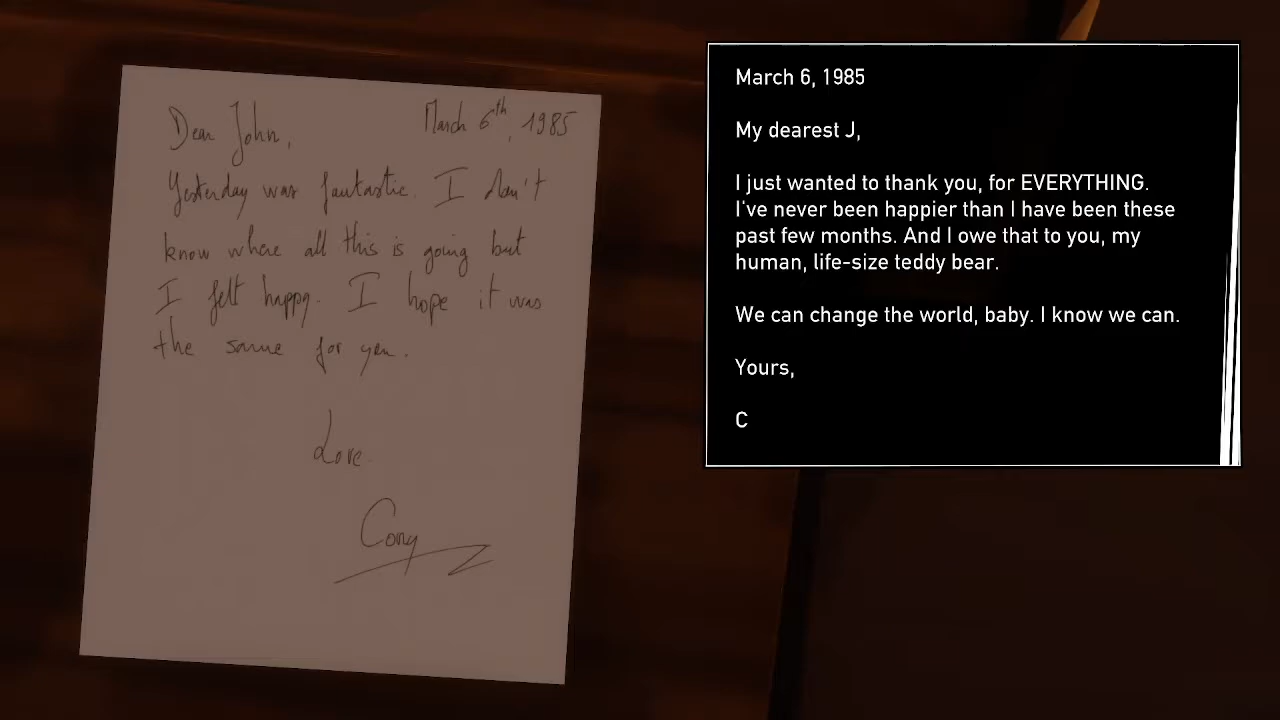 Dear John,
March 6th, 1985
Yesterday was fantastic. I don't
know where all this is going but
I felt happy. I hope it was
the same for you.
Love
Cory
March 6, 1985
My dearest J,
I just wanted to thank you, for EVERYTHING.
I've never been happier than I have been these
past few months. And I owe that to you, my
human, life-size teddy bear.
We can change the world, baby. I know we can.
Yours,
C